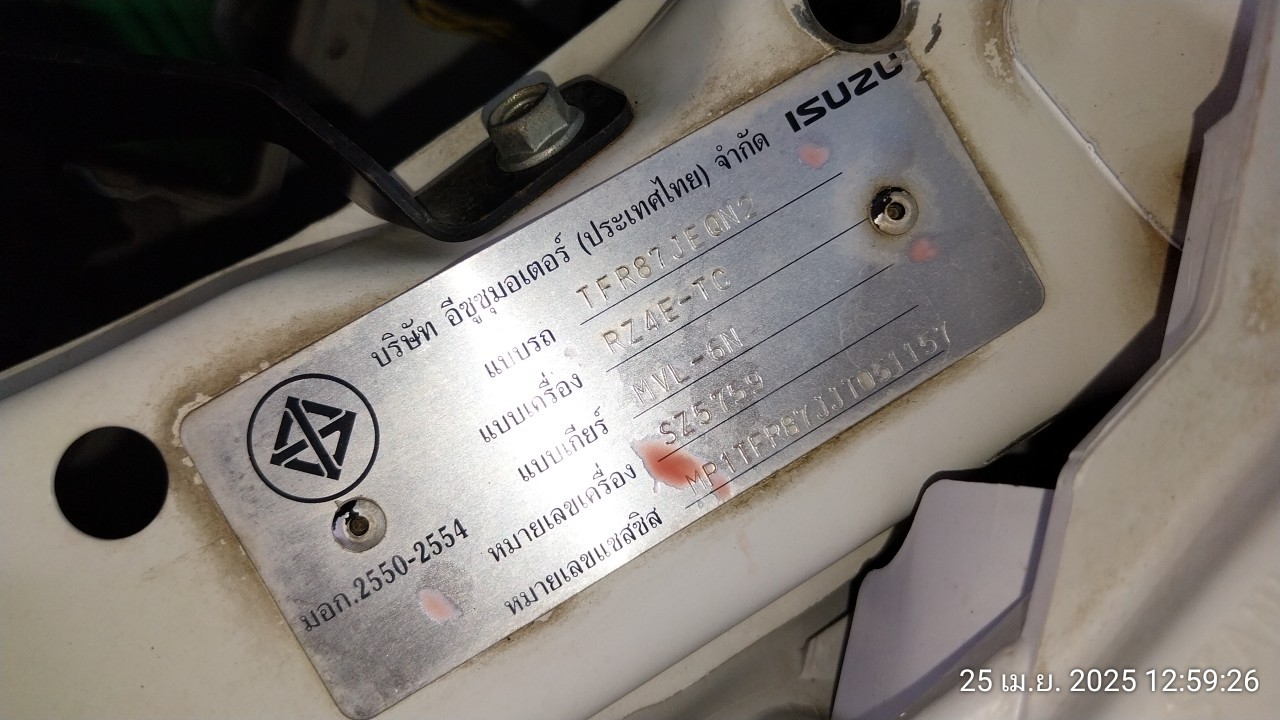 ISUZU
บริษัท อีซูซุมอเตอร์ (ประเทศไทย) จำกัด
แบบรถ TFR87JEQN2
แบบเครื่อง RZ4E-TC
แบบเกียร์ MVL-6N
หมายเลขเครื่อง SZ5759
หมายเลขแชสซิส MP1TFR87JJT051157
มอก.2550-2554
25 เม.ย. 2025 12:59:26